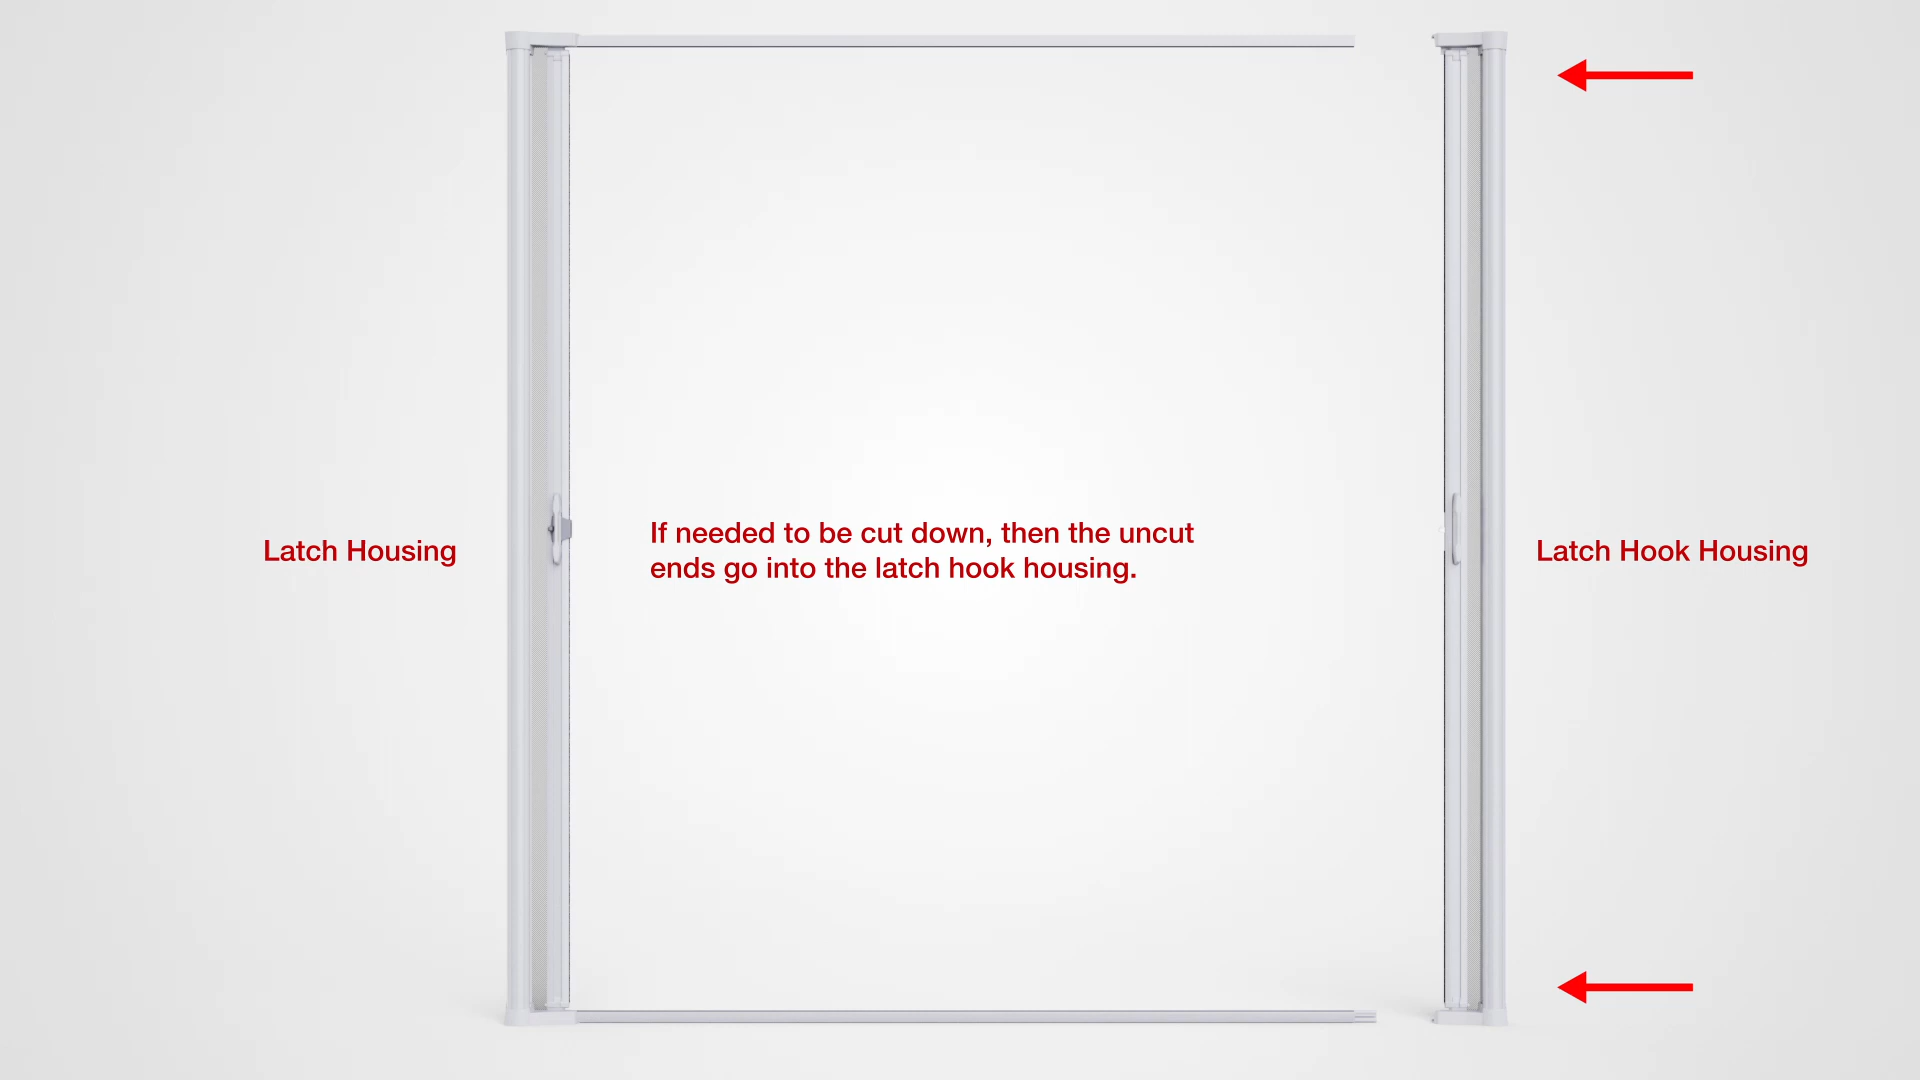 Latch Housing
If needed to be cut down, then the uncut
ends go into the latch hook housing.
Latch Hook Housing